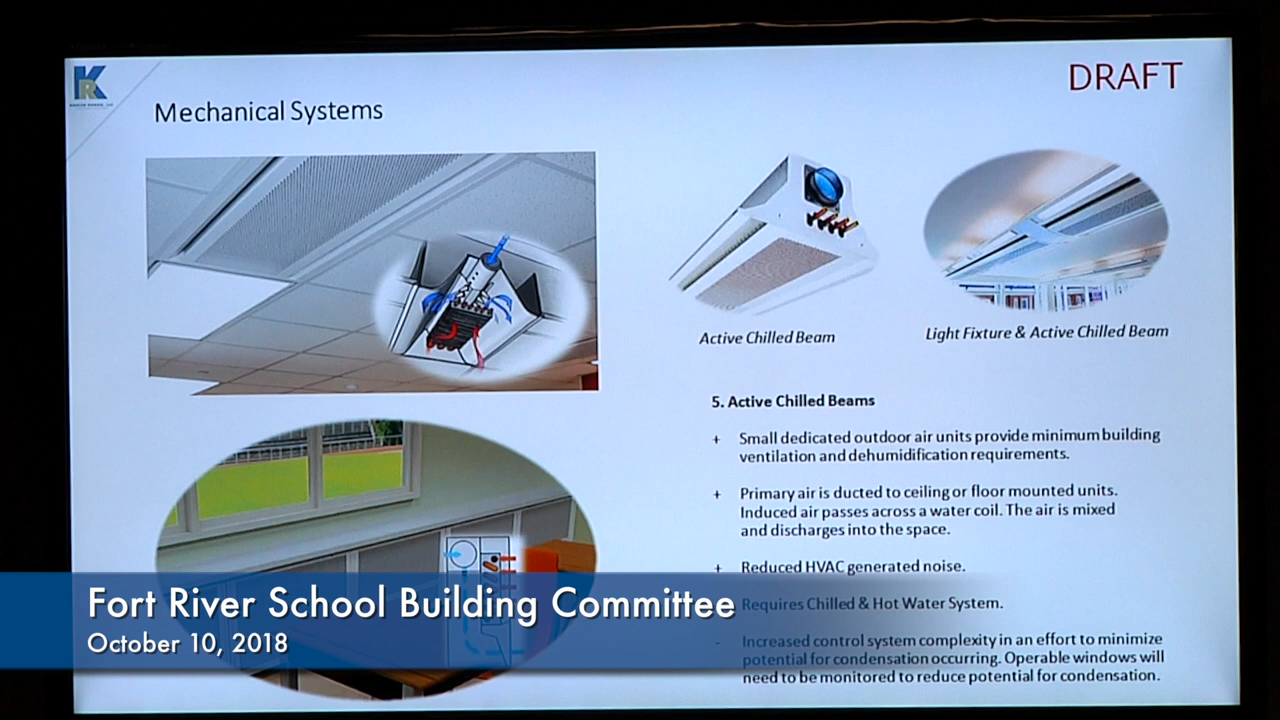 KR
DRAFT
Mechanical Systems
Active Chilled Beam
Light Fixture & Active Chilled Beam
5. Active Chilled Beams
+ Small dedicated outdoor air units provide minimum building
ventilation and dehumidification requirements.
+ Primary air is ducted to ceiling or floor mounted units.
Induced air passes across a water coil. The air is mixed
and discharges into the space.
+ Reduced HVAC generated noise.
Requires Chilled & Hot Water System.
- Increased control system complexity in an effort to minimize
potential for condensation occurring. Operable windows will
need to be monitored to reduce potential for condensation.
Fort River School Building Committee
October 10, 2018